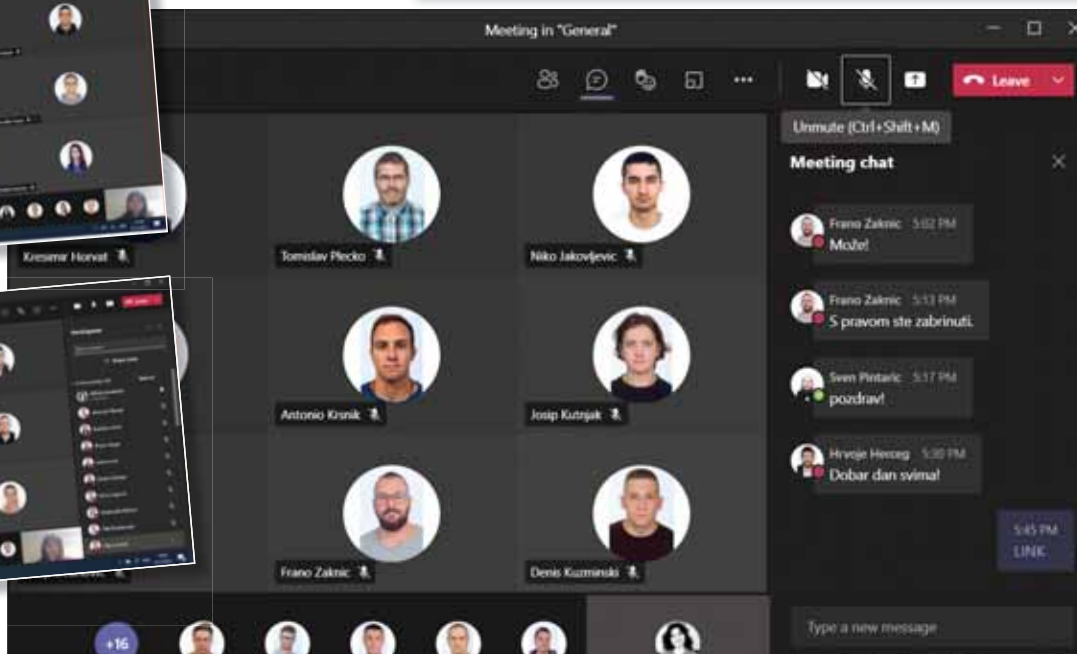 Meeting in "General"
Leave
Unmute (Ctrl+Shift+M)
Meeting chat
Kresimir Horvat
Tomislav Plecko
Niko Jakovljevic
Antonio Krsnik
Josip Kutnjak
Frano Zaknic
Denis Kuzminski
+16
Frano Zaknic 5:02 PM
Može!
Frano Zaknic 5:13 PM
S pravom ste zabrinuti.
Sven Pintaric 5:17 PM
pozdrav!
Hrvoje Herceg 5:30 PM
Dobar dan svima!
5:45 PM
LINK
Type a new message